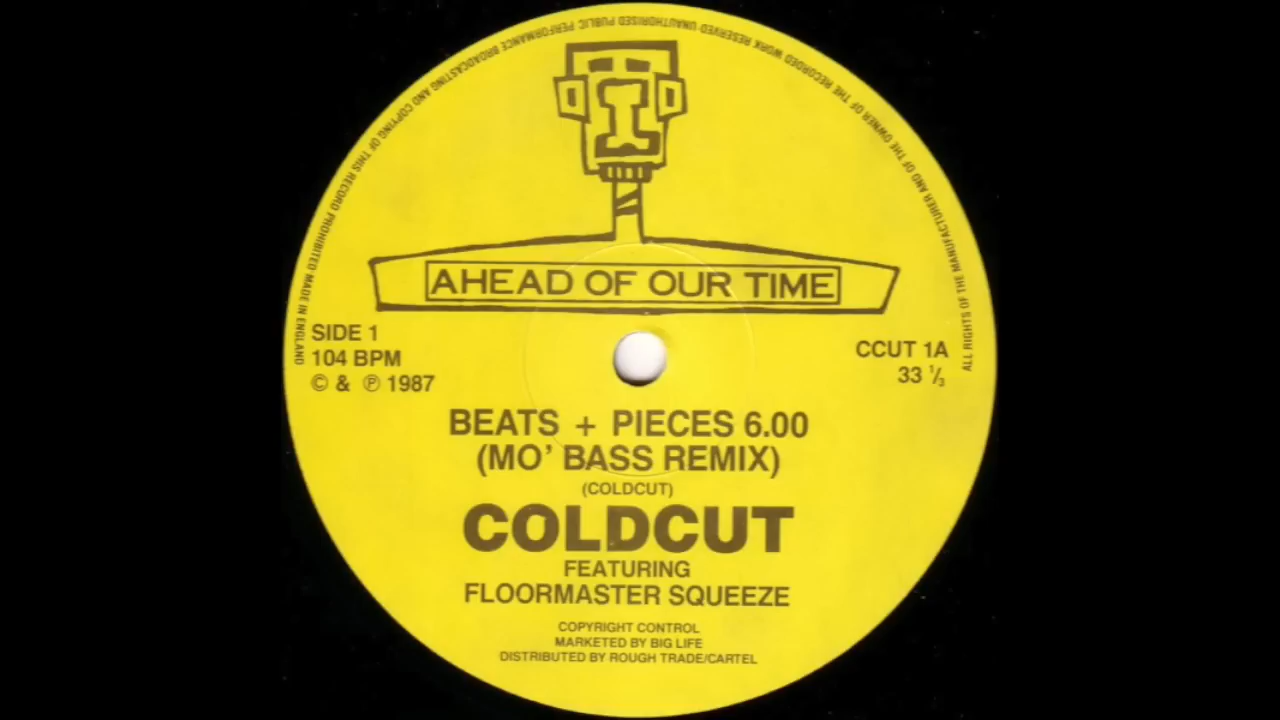 ALL RIGHTS OF THE MANUFACTURER AND OF THE OWNER OF THE RECORDED WORK RESERVED UNAUTHORISED PUBLIC PERFORMANCE BROADCASTING AND COPYING OF THIS RECORD PROHIBITED MADE IN ENGLAND
AHEAD OF OUR TIME
SIDE 1
104 BPM
© & ℗ 1987
CCUT 1A
33 ⅓
BEATS + PIECES 6.00
(MO' BASS REMIX)
(COLDCUT)
COLDCUT
FEATURING
FLOORMASTER SQUEEZE
COPYRIGHT CONTROL
MARKETED BY BIG LIFE
DISTRIBUTED BY ROUGH TRADE/CARTEL